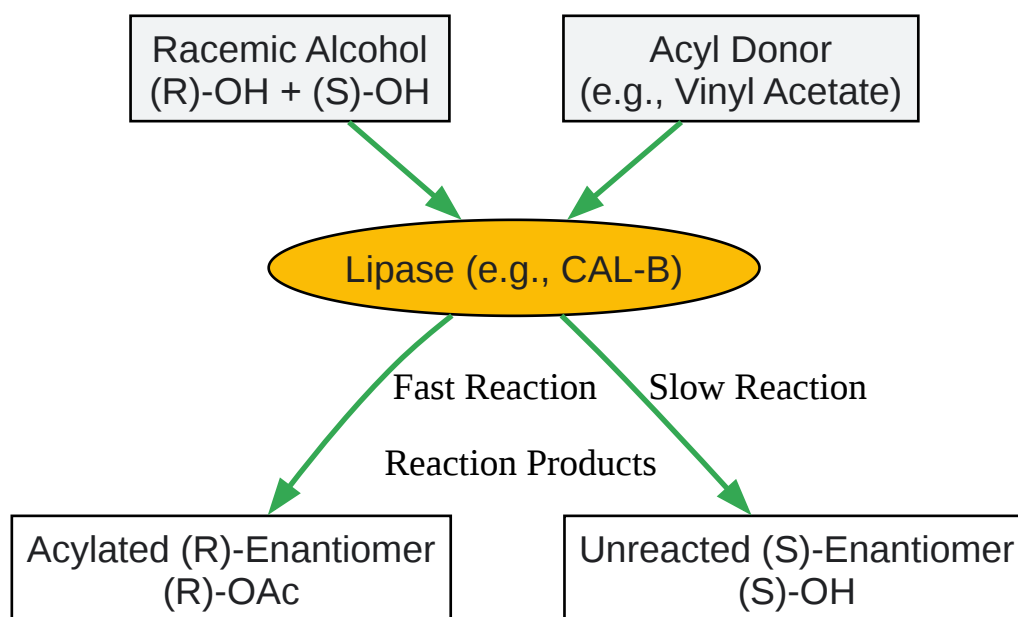 Racemic Alcohol
(R)-OH + (S)-OH
Acyl Donor
(e.g., Vinyl Acetate)
Lipase (e.g., CAL-B)
Fast Reaction
Slow Reaction
Reaction Products
Acylated (R)-Enantiomer
(R)-OAc
Unreacted (S)-Enantiomer
(S)-OH